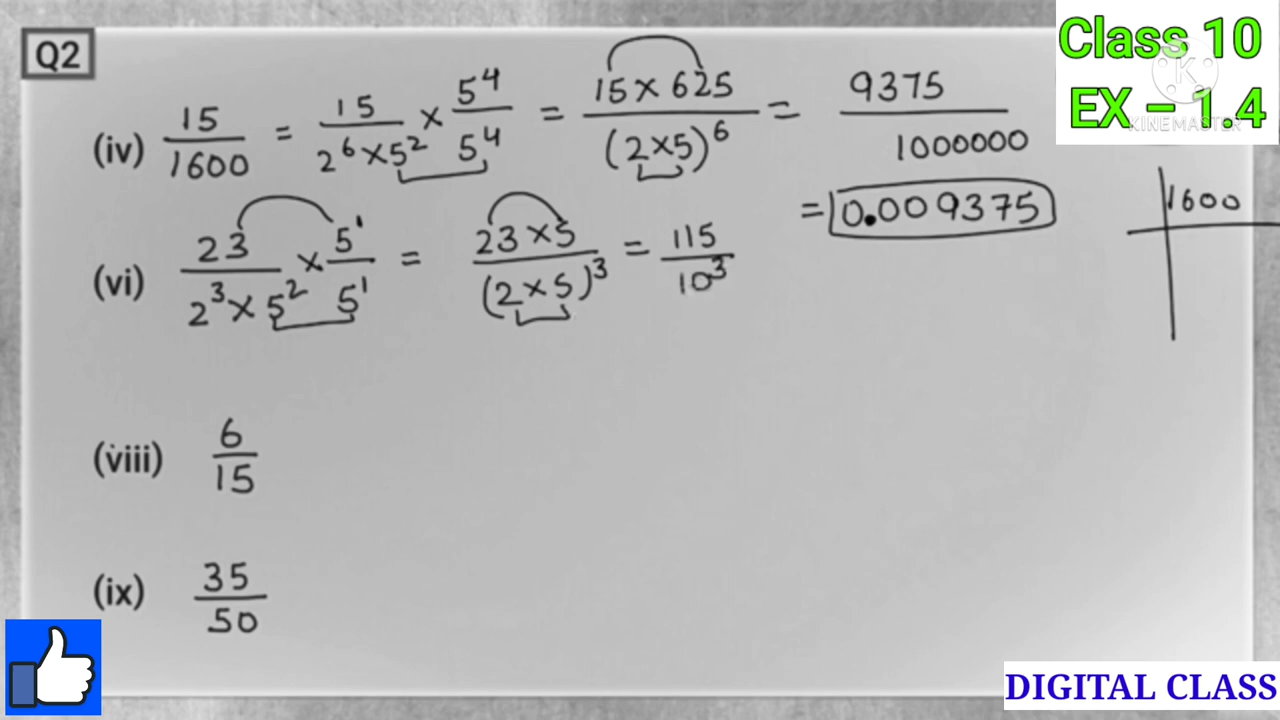 Q2
Class 10
EX – 1.4
KINEMASTER
(iv) 15/1600 = 15/(2⁶×5²) × 5⁴/5⁴ = (15×625)/(2×5)⁶ = 9375/1000000
= 0.009375
1600
(vi) 23/(2³×5²) × 5¹/5¹ = (23×5)/(2×5)³ = 115/10³
(viii) 6/15
(ix) 35/50
DIGITAL CLASS